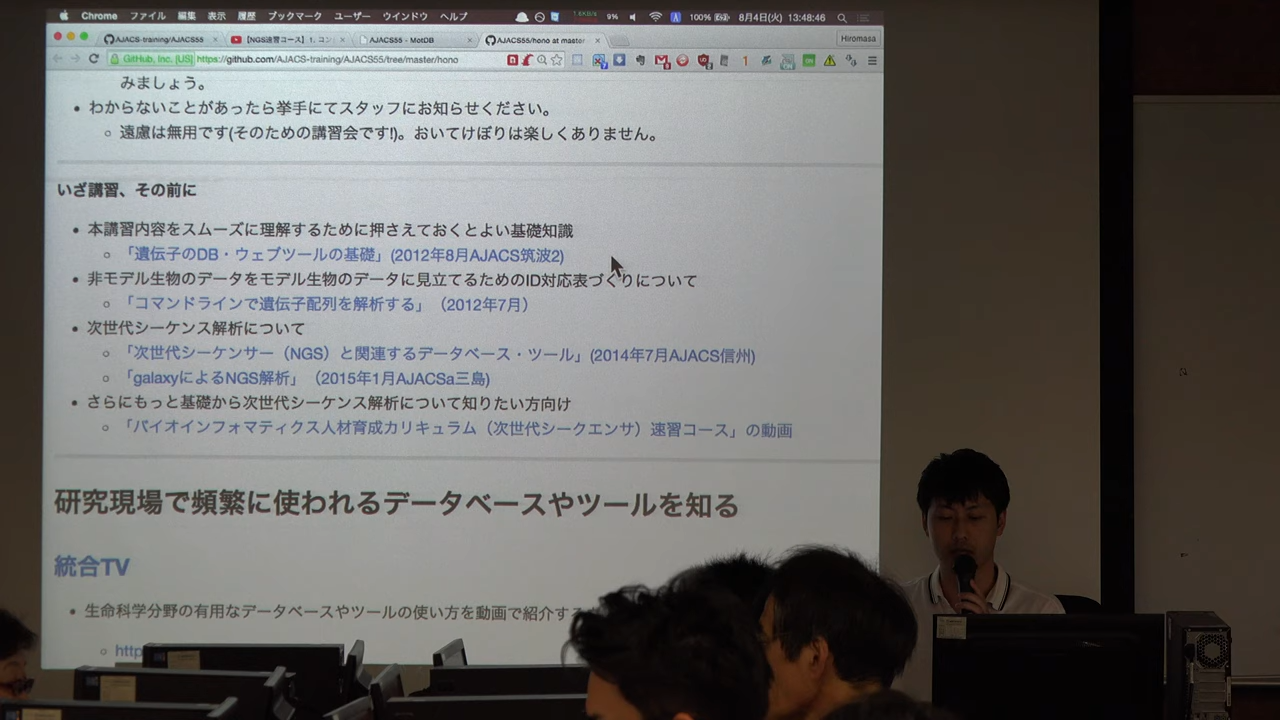 Chrome ファイル 編集 表示 履歴 ブックマーク ユーザー ウインドウ ヘルプ 9% 100% 8月4日(火) 13:48:46
AJACS-training/AJACS55 【NGS速習コース】1. コン AJACS55 - MotDB AJACS55/hono at master Hiromasa
GitHub, Inc. [US] https://github.com/AJACS-training/AJACS55/tree/master/hono
みましょう。
わからないことがあったら挙手にてスタッフにお知らせください。
遠慮は無用です(そのための講習会です!)。おいてけぼりは楽しくありません。
いざ講習、その前に
本講習内容をスムーズに理解するために押さえておくとよい基礎知識
「遺伝子のDB・ウェブツールの基礎」(2012年8月AJACS筑波2)
非モデル生物のデータをモデル生物のデータに見立てるためのID対応表づくりについて
「コマンドラインで遺伝子配列を解析する」（2012年7月）
次世代シーケンス解析について
「次世代シーケンサー（NGS）と関連するデータベース・ツール」(2014年7月AJACS信州)
「galaxyによるNGS解析」（2015年1月AJACSa三島)
さらにもっと基礎から次世代シーケンス解析について知りたい方向け
「バイオインフォマティクス人材育成カリキュラム（次世代シークエンサ）速習コース」の動画
研究現場で頻繁に使われるデータベースやツールを知る
統合TV
生命科学分野の有用なデータベースやツールの使い方を動画で紹介す
http